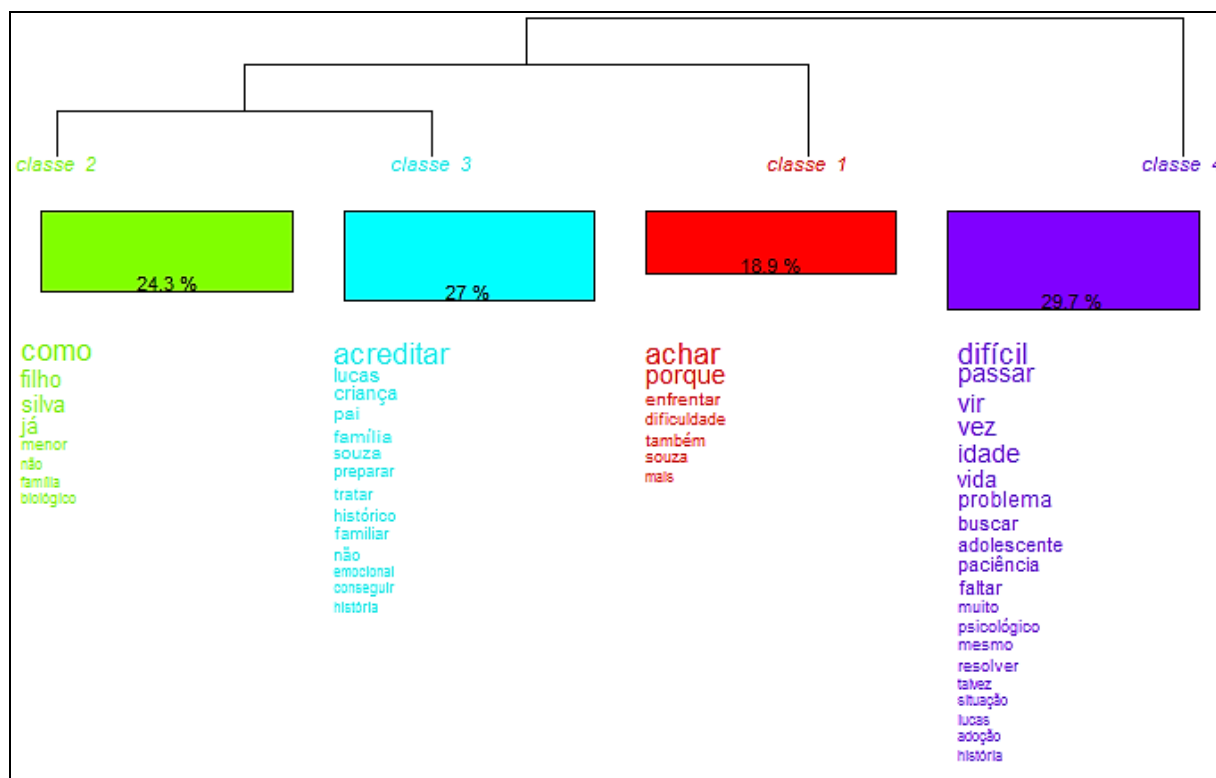 classe 2
classe 3
classe 1
classe 4
24.3 %
27 %
18.9 %
29.7 %
como
filho
silva
já
menor
não
família
biológico
acreditar
lucas
criança
pai
família
souza
preparar
tratar
histórico
familiar
não
emocional
conseguir
história
achar
porque
enfrentar
dificuldade
também
souza
mais
difícil
passar
vir
vez
idade
vida
problema
buscar
adolescente
paciência
faltar
muito
psicológico
mesmo
resolver
talvez
situação
lucas
adoção
história